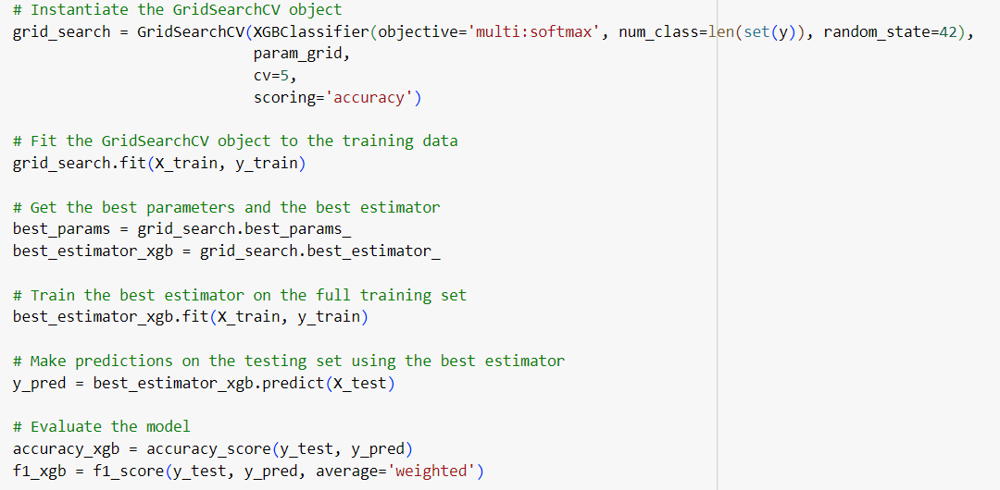 # Instantiate the GridSearchCV object
grid_search = GridSearchCV(XGBClassifier(objective='multi:softmax', num_class=len(set(y)), random_state=42),
param_grid,
cv=5,
scoring='accuracy')
# Fit the GridSearchCV object to the training data
grid_search.fit(X_train, y_train)
# Get the best parameters and the best estimator
best_params = grid_search.best_params_
best_estimator_xgb = grid_search.best_estimator_
# Train the best estimator on the full training set
best_estimator_xgb.fit(X_train, y_train)
# Make predictions on the testing set using the best estimator
y_pred = best_estimator_xgb.predict(X_test)
# Evaluate the model
accuracy_xgb = accuracy_score(y_test, y_pred)
f1_xgb = f1_score(y_test, y_pred, average='weighted')